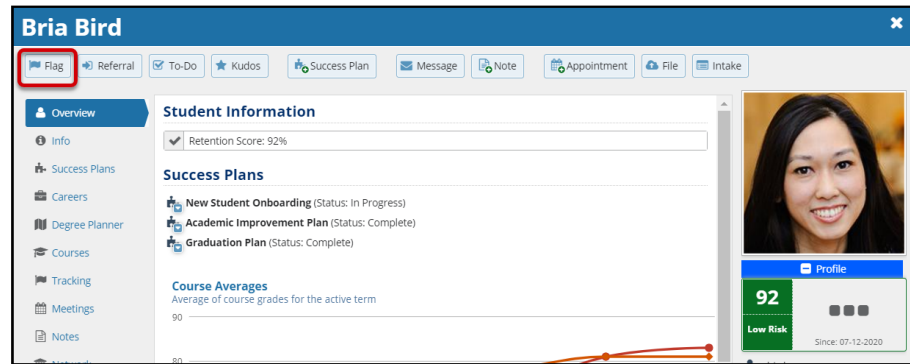 Bria Bird
Flag Referral To-Do Kudos Success Plan Message Note Appointment File Intake
Overview
Info
Success Plans
Careers
Degree Planner
Courses
Tracking
Meetings
Notes
Student Information
Retention Score: 92%
Success Plans
New Student Onboarding (Status: In Progress)
Academic Improvement Plan (Status: Complete)
Graduation Plan (Status: Complete)
Course Averages
Average of course grades for the active term
90
80
Profile
92
Low Risk
Since: 07-12-2020